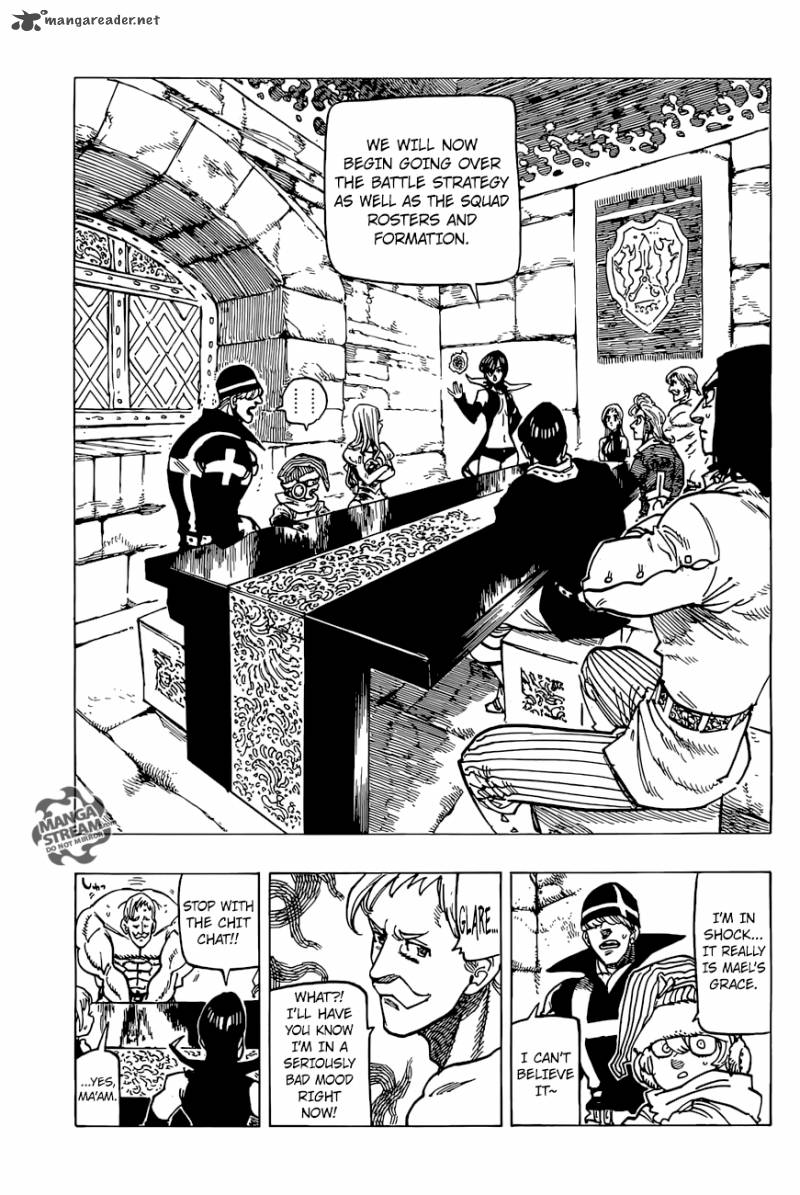 mangareader.net
WE WILL NOW
BEGIN GOING OVER
THE BATTLE STRATEGY
AS WELL AS THE SQUAD
ROSTERS AND
FORMATION.
I'M IN
SHOCK...
IT REALLY
IS MAEL'S
GRACE.
I CAN'T
BELIEVE
IT~
GLARE...
WHAT?!
I'LL HAVE
YOU KNOW
I'M IN A
SERIOUSLY
BAD MOOD
RIGHT
NOW!
STOP WITH
THE CHIT
CHAT!!
...YES,
MA'AM.
MANGA
STREAM.com
DO NOT MIRROR